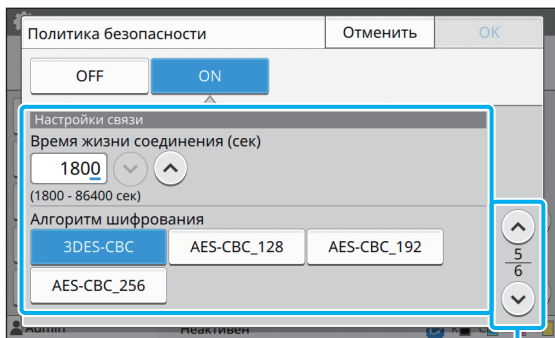 Политика безопасности
Отменить
OK
OFF
ON
Настройки связи
Время жизни соединения (сек)
1800
(1800 - 86400 сек)
Алгоритм шифрования
3DES-CBC
AES-CBC_128
AES-CBC_192
AES-CBC_256
5
6
Admin
Неактивен